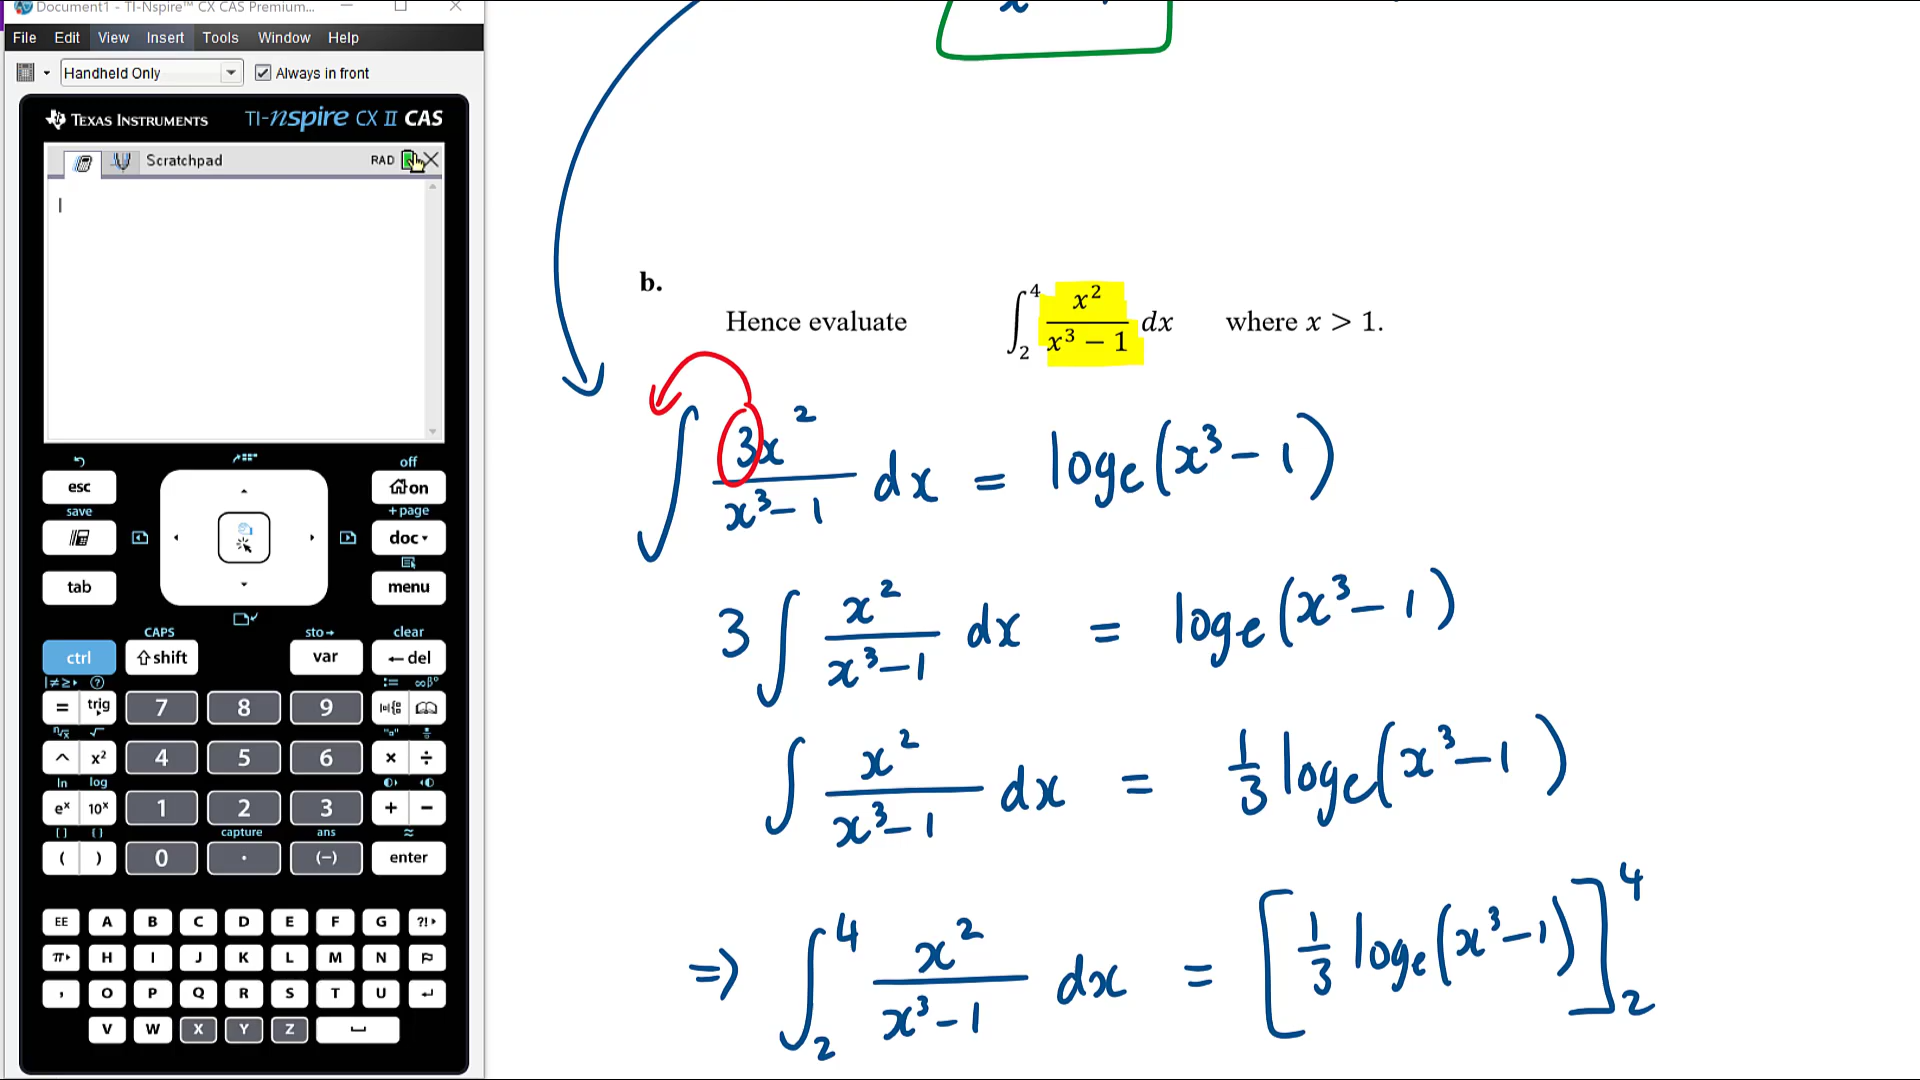 Document1 - TI-Nspire™ CX CAS Premium...
File Edit View Insert Tools Window Help
Handheld Only Always in front
TEXAS INSTRUMENTS TI-nspire CX II CAS
Scratchpad RAD
off
esc on
save + page
doc
tab menu
CAPS sto→ clear
ctrl ⇧shift var ←del
|≠≥▸ ? := ∞β°
= trig 7 8 9
ⁿ√x √
^ x² 4 5 6 × ÷
ln log
eˣ 10ˣ 1 2 3 + −
[ ] { } capture ans ≈
( ) 0 . (−) enter
EE A B C D E F G ?!▸
π▸ H I J K L M N
, O P Q R S T U
V W X Y Z
b.
Hence evaluate ∫₂⁴ x²/(x³ − 1) dx where x > 1.
∫ 3x²/(x³−1) dx = logₑ(x³−1)
3∫ x²/(x³−1) dx = logₑ(x³−1)
∫ x²/(x³−1) dx = 1/3 logₑ(x³−1)
⇒ ∫₂⁴ x²/(x³−1) dx = [1/3 logₑ(x³−1)]₂⁴